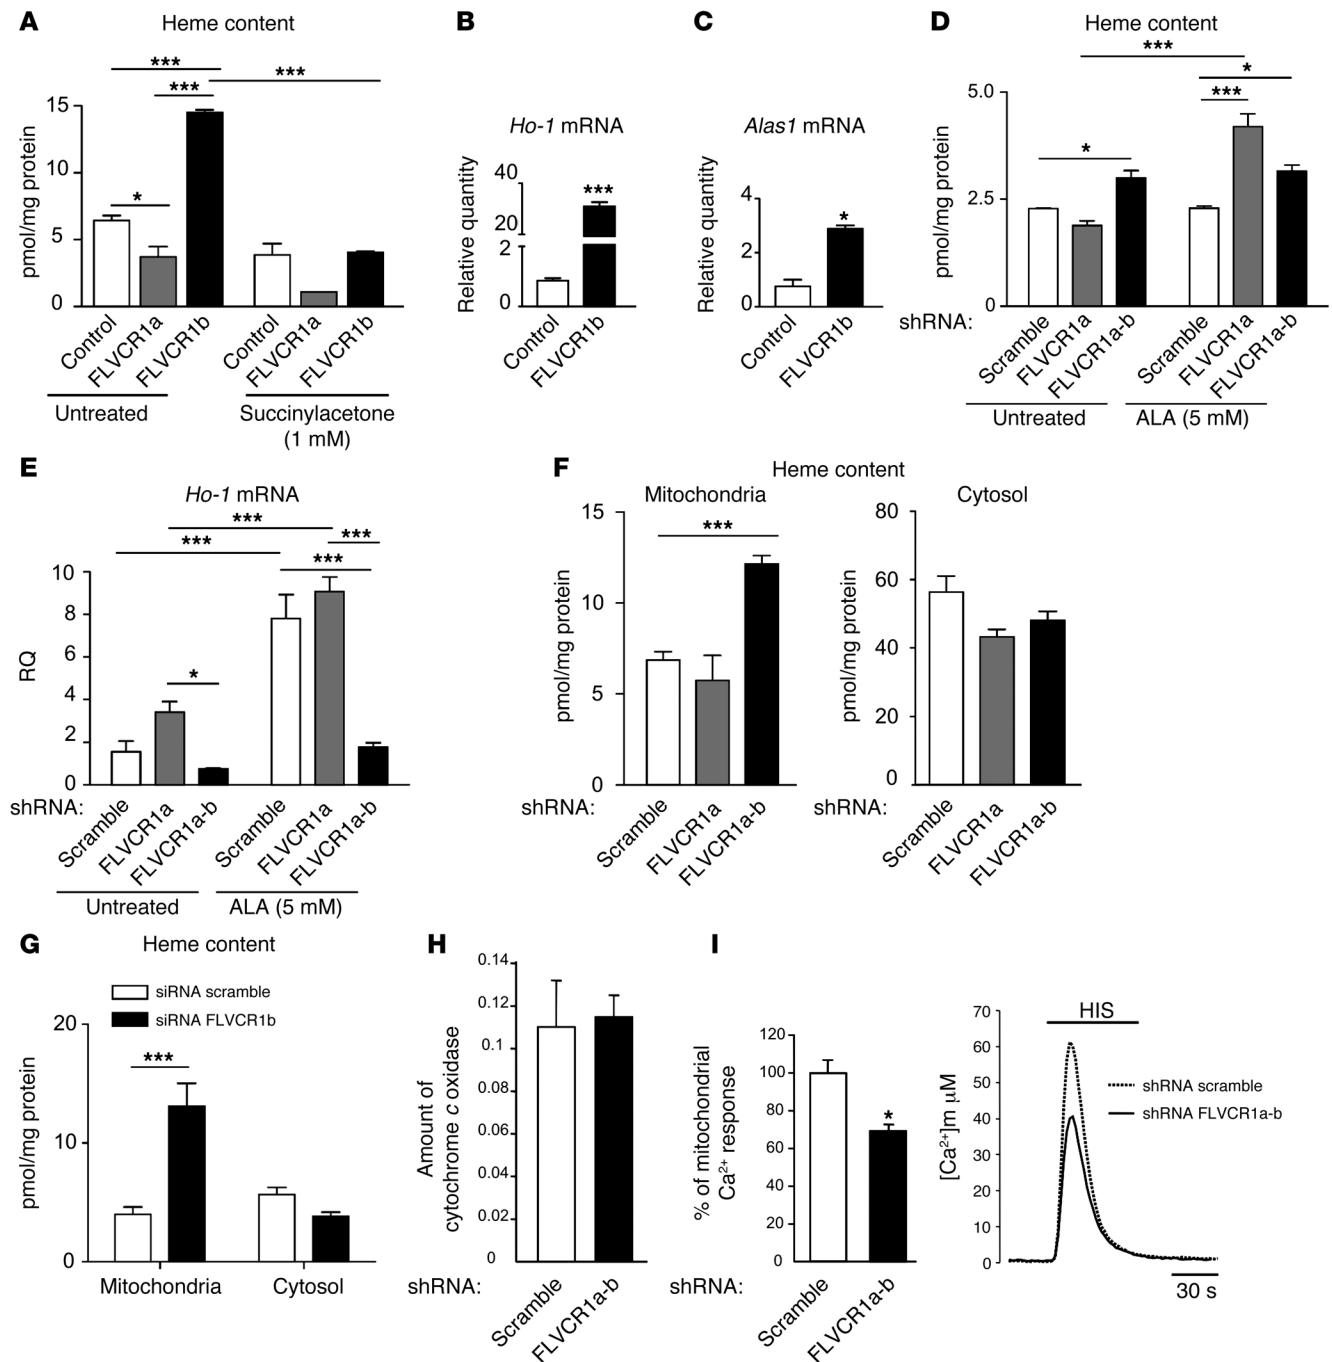 A
Heme content
***
***
***
*
pmol/mg protein
15
10
5
0
Control
FLVCR1a
FLVCR1b
Control
FLVCR1a
FLVCR1b
Untreated
Succinylacetone
(1 mM)
B
Ho-1 mRNA
Relative quantity
40
20
2
0
***
Control
FLVCR1b
C
Alas1 mRNA
Relative quantity
4
2
0
*
Control
FLVCR1b
D
Heme content
***
*
***
*
pmol/mg protein
5.0
2.5
0
shRNA:
Scramble
FLVCR1a
FLVCR1a-b
Scramble
FLVCR1a
FLVCR1a-b
Untreated
ALA (5 mM)
E
Ho-1 mRNA
***
***
***
***
*
RQ
10
8
6
4
2
0
shRNA:
Scramble
FLVCR1a
FLVCR1a-b
Scramble
FLVCR1a
FLVCR1a-b
Untreated
ALA (5 mM)
F
Heme content
Mitochondria
***
pmol/mg protein
15
10
5
0
shRNA:
Scramble
FLVCR1a
FLVCR1a-b
Cytosol
pmol/mg protein
80
60
40
20
0
shRNA:
Scramble
FLVCR1a
FLVCR1a-b
G
Heme content
siRNA scramble
siRNA FLVCR1b
***
pmol/mg protein
20
10
0
Mitochondria
Cytosol
H
Amount of
cytochrome c oxidase
0.14
0.12
0.1
0.08
0.06
0.04
0.02
0
shRNA:
Scramble
FLVCR1a-b
I
% of mitochondrial
Ca2+ response
120
100
80
60
40
20
0
*
shRNA:
Scramble
FLVCR1a-b
[Ca2+]m µM
70
60
50
40
30
20
10
0
HIS
shRNA scramble
shRNA FLVCR1a-b
30 s